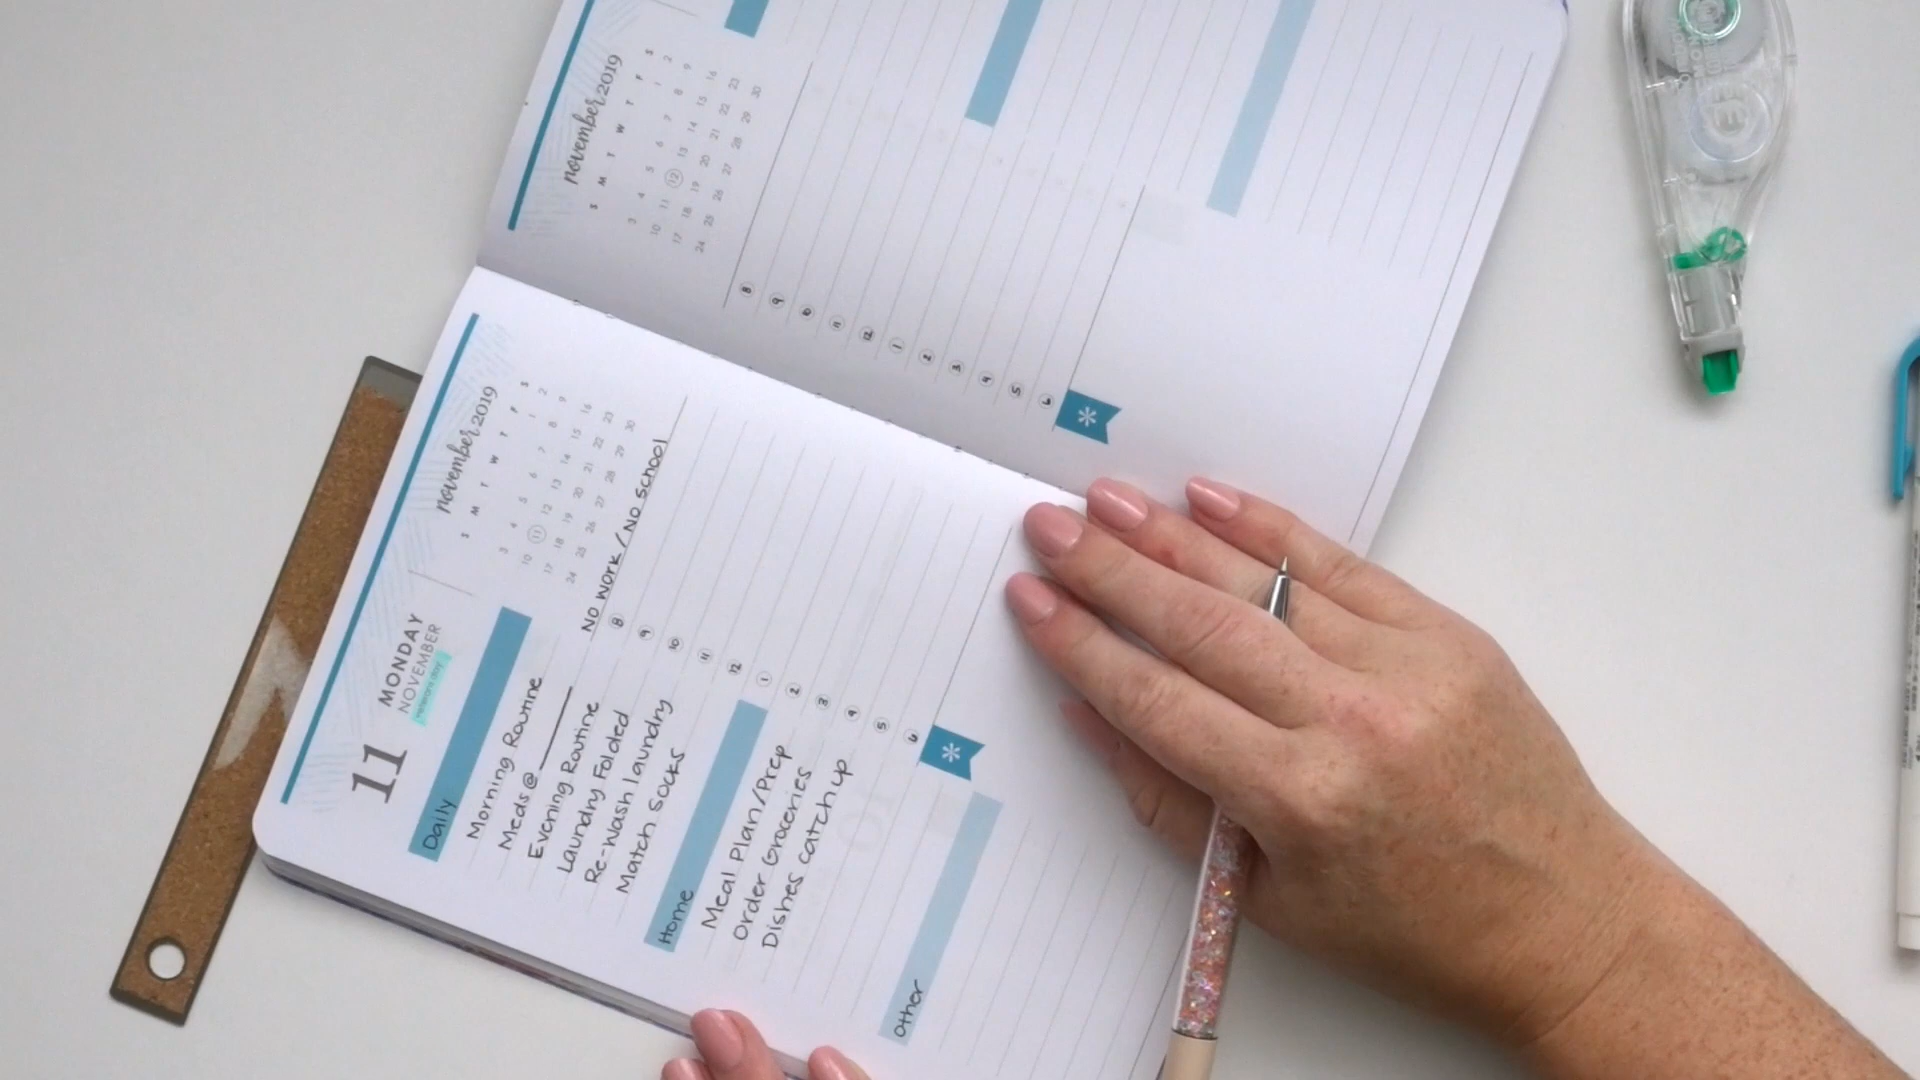 11
MONDAY
NOVEMBER
veterans day
november 2019
S M T W T F S
1 2
3 4 5 6 7 8 9
10 11 12 13 14 15 16
17 18 19 20 21 22 23
24 25 26 27 28 29 30
Daily
Morning Routine
Meds @
Evening Routine
Laundry Folded
Re-Wash laundry
Match socks
Home
Meal Plan/Prep
Order Groceries
Dishes catch up
Other
NO WORK / NO school
8
9
10
11
12
1
2
3
4
5
6
*
november 2019
S M T W T F S
1 2
3 4 5 6 7 8 9
10 11 12 13 14 15 16
17 18 19 20 21 22 23
24 25 26 27 28 29 30
8
9
10
11
12
1
2
3
4
5
6
*